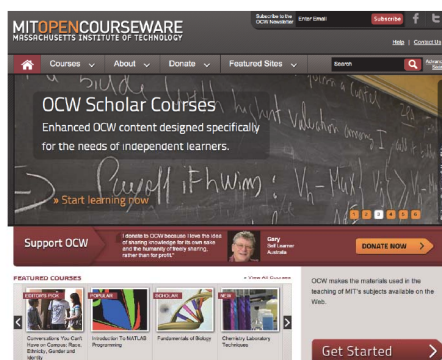 MITOPENCOURSEWARE
MASSACHUSETTS INSTITUTE OF TECHNOLOGY
Subscribe to the
OCW Newsletter
Enter Email
Subscribe
Help | Contact Us
Courses
About
Donate
Featured Sites
Search
OCW Scholar Courses
Enhanced OCW content designed specifically
for the needs of independent learners.
» Start learning now
1 2 3 4 5 6
Support OCW
I donate to OCW because I love the idea
of sharing knowledge for its own sake
and the humanity of freely sharing,
rather than for profit."
Gary
Self Learner
Australia
DONATE NOW
FEATURED COURSES
» View All Courses
EDITOR'S PICK
Conversations You Can't
Have on Campus: Race,
Ethnicity, Gender and
Identity
POPULAR
Introduction To MATLAB
Programming
SCHOLAR
Fundamentals of Biology
NEW
Chemistry Laboratory
Techniques
OCW makes the materials used in the
teaching of MIT's subjects available on the
Web.
Get Started